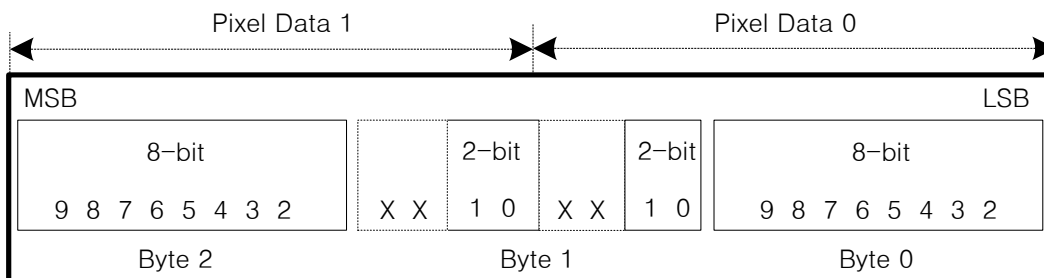 Pixel Data 1 Pixel Data 0
MSB LSB
8-bit 2-bit 2-bit 8-bit
9 8 7 6 5 4 3 2 X X 1 0 X X 1 0 9 8 7 6 5 4 3 2
Byte 2 Byte 1 Byte 0